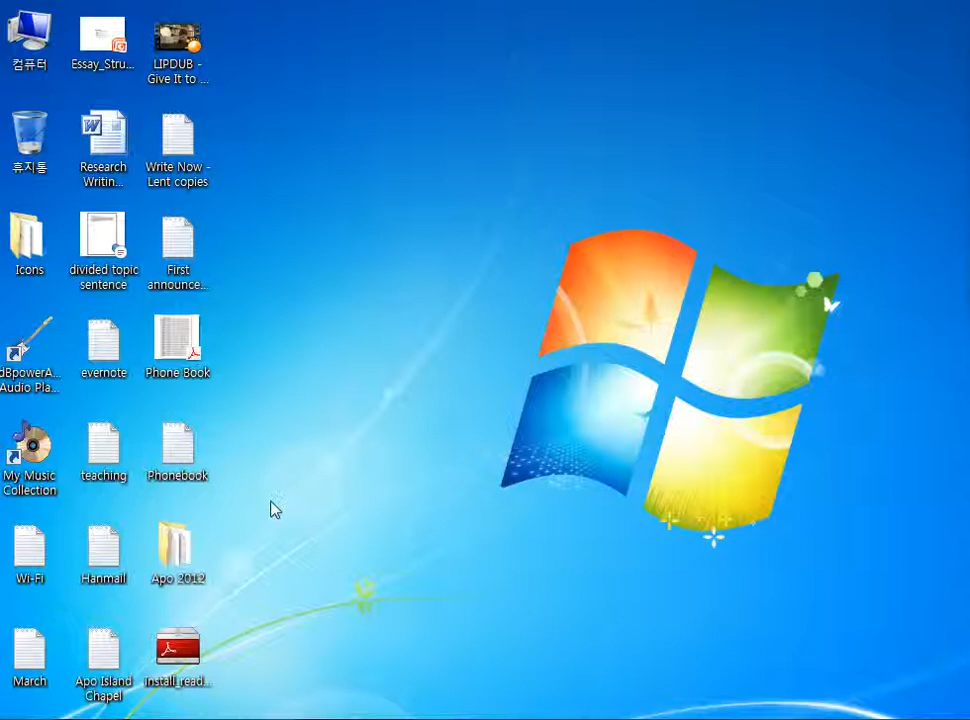 컴퓨터
Essay_Stru...
LIPDUB -
Give It to ...
휴지통
Research
Writin...
Write Now -
Lent copies
Icons
divided topic
sentence
First
announce...
dBpowerA...
Audio Pla...
evernote
Phone Book
My Music
Collection
teaching
Phonebook
Wi-Fi
Hanmail
Apo 2012
March
Apo Island
Chapel
install_read...